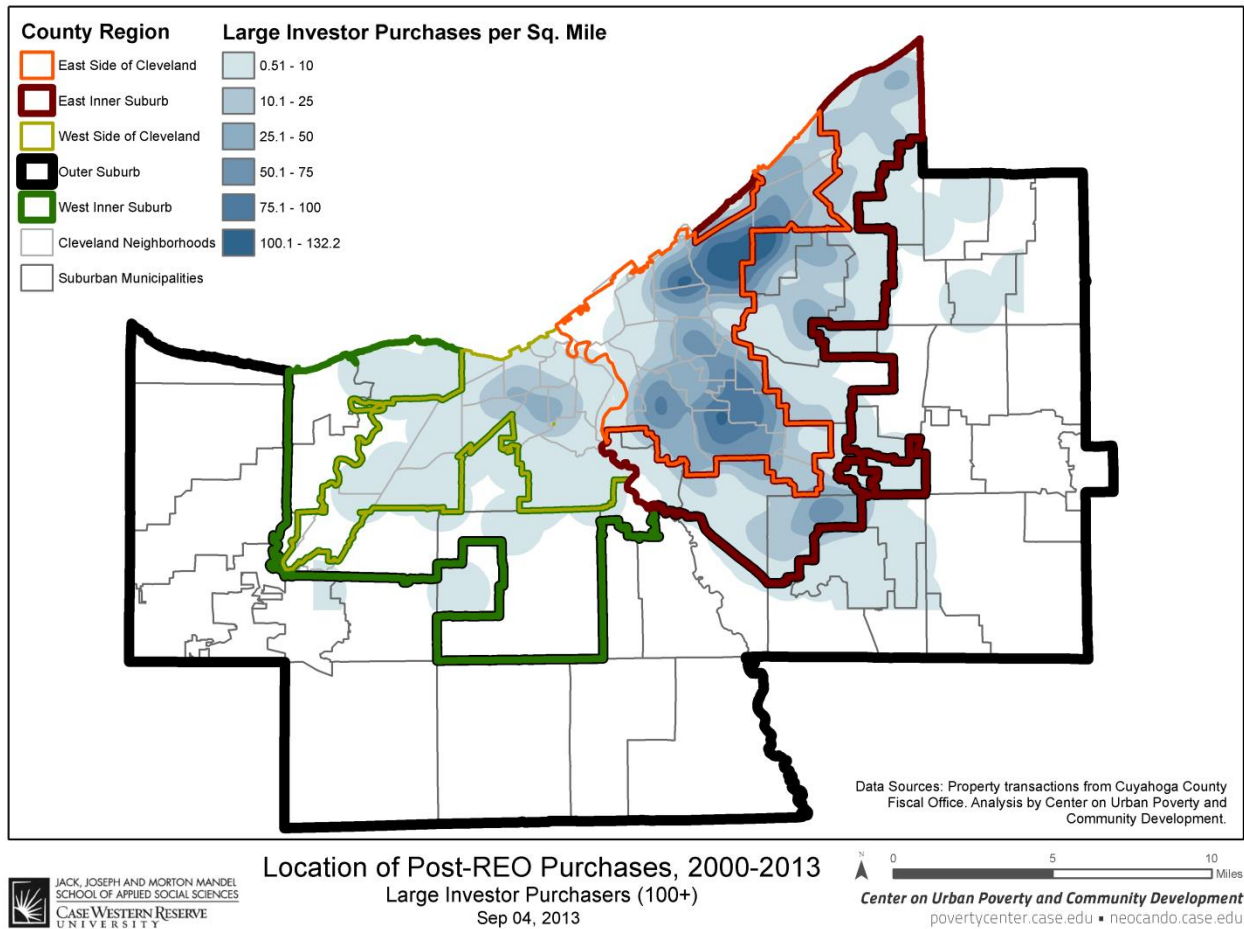 County Region
East Side of Cleveland
East Inner Suburb
West Side of Cleveland
Outer Suburb
West Inner Suburb
Cleveland Neighborhoods
Suburban Municipalities
Large Investor Purchases per Sq. Mile
0.51 - 10
10.1 - 25
25.1 - 50
50.1 - 75
75.1 - 100
100.1 - 132.2
Data Sources: Property transactions from Cuyahoga County
Fiscal Office. Analysis by Center on Urban Poverty and
Community Development.
JACK, JOSEPH AND MORTON MANDEL
SCHOOL OF APPLIED SOCIAL SCIENCES
CASE WESTERN RESERVE
UNIVERSITY
Location of Post-REO Purchases, 2000-2013
Large Investor Purchasers (100+)
Sep 04, 2013
N
0 5 10
Miles
Center on Urban Poverty and Community Development
povertycenter.case.edu ▪ neocando.case.edu